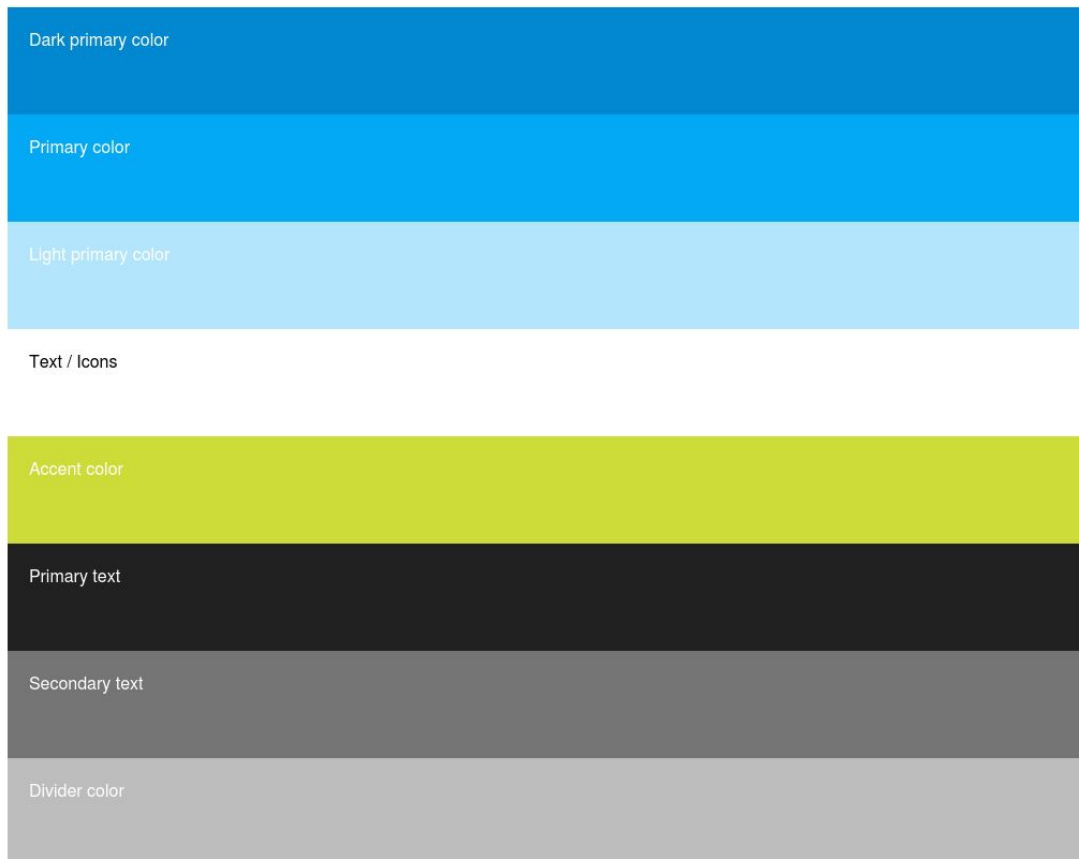 Dark primary color
Primary color
Light primary color
Text / Icons
Accent color
Primary text
Secondary text
Divider color